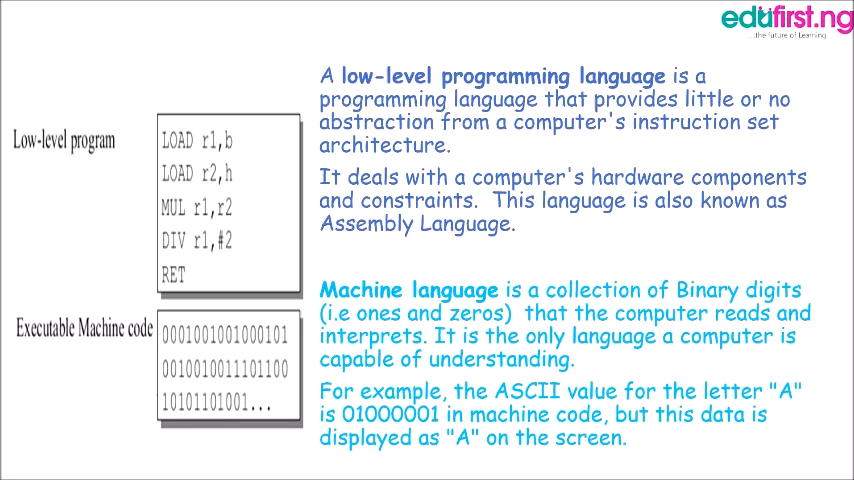 edufirst.ng
...the future of Learning
A low-level programming language is a
programming language that provides little or no
abstraction from a computer's instruction set
architecture.
It deals with a computer's hardware components
and constraints. This language is also known as
Assembly Language.
Low-level program
LOAD r1,b
LOAD r2,h
MUL r1,r2
DIV r1,#2
RET
Machine language is a collection of Binary digits
(i.e ones and zeros) that the computer reads and
interprets. It is the only language a computer is
capable of understanding.
For example, the ASCII value for the letter "A"
is 01000001 in machine code, but this data is
displayed as "A" on the screen.
Executable Machine code
0001001001000101
0010010011101100
10101101001...